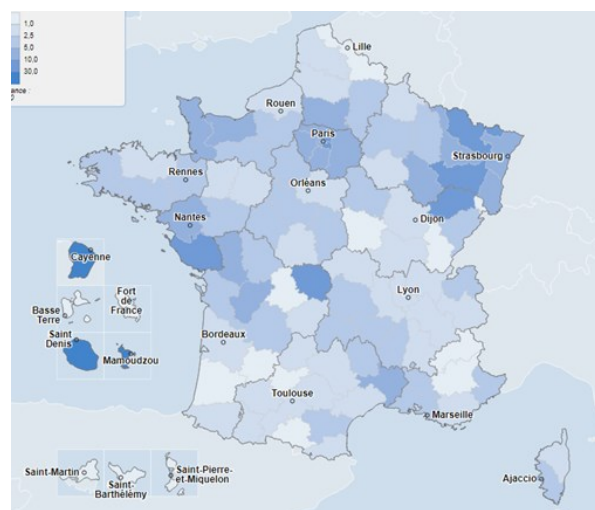 1,0
2,5
5,0
10,0
30,0
ance :
0
Lille
Rouen
Paris
Strasbourg
Rennes
Orléans
Dijon
Nantes
Cayenne
Fort
de
France
Basse
Terre
Saint
Denis
Mamoudzou
Lyon
Bordeaux
Toulouse
Marseille
Saint-Martin
Saint-
Barthélémy
Saint-Pierre-
et-Miquelon
Ajaccio